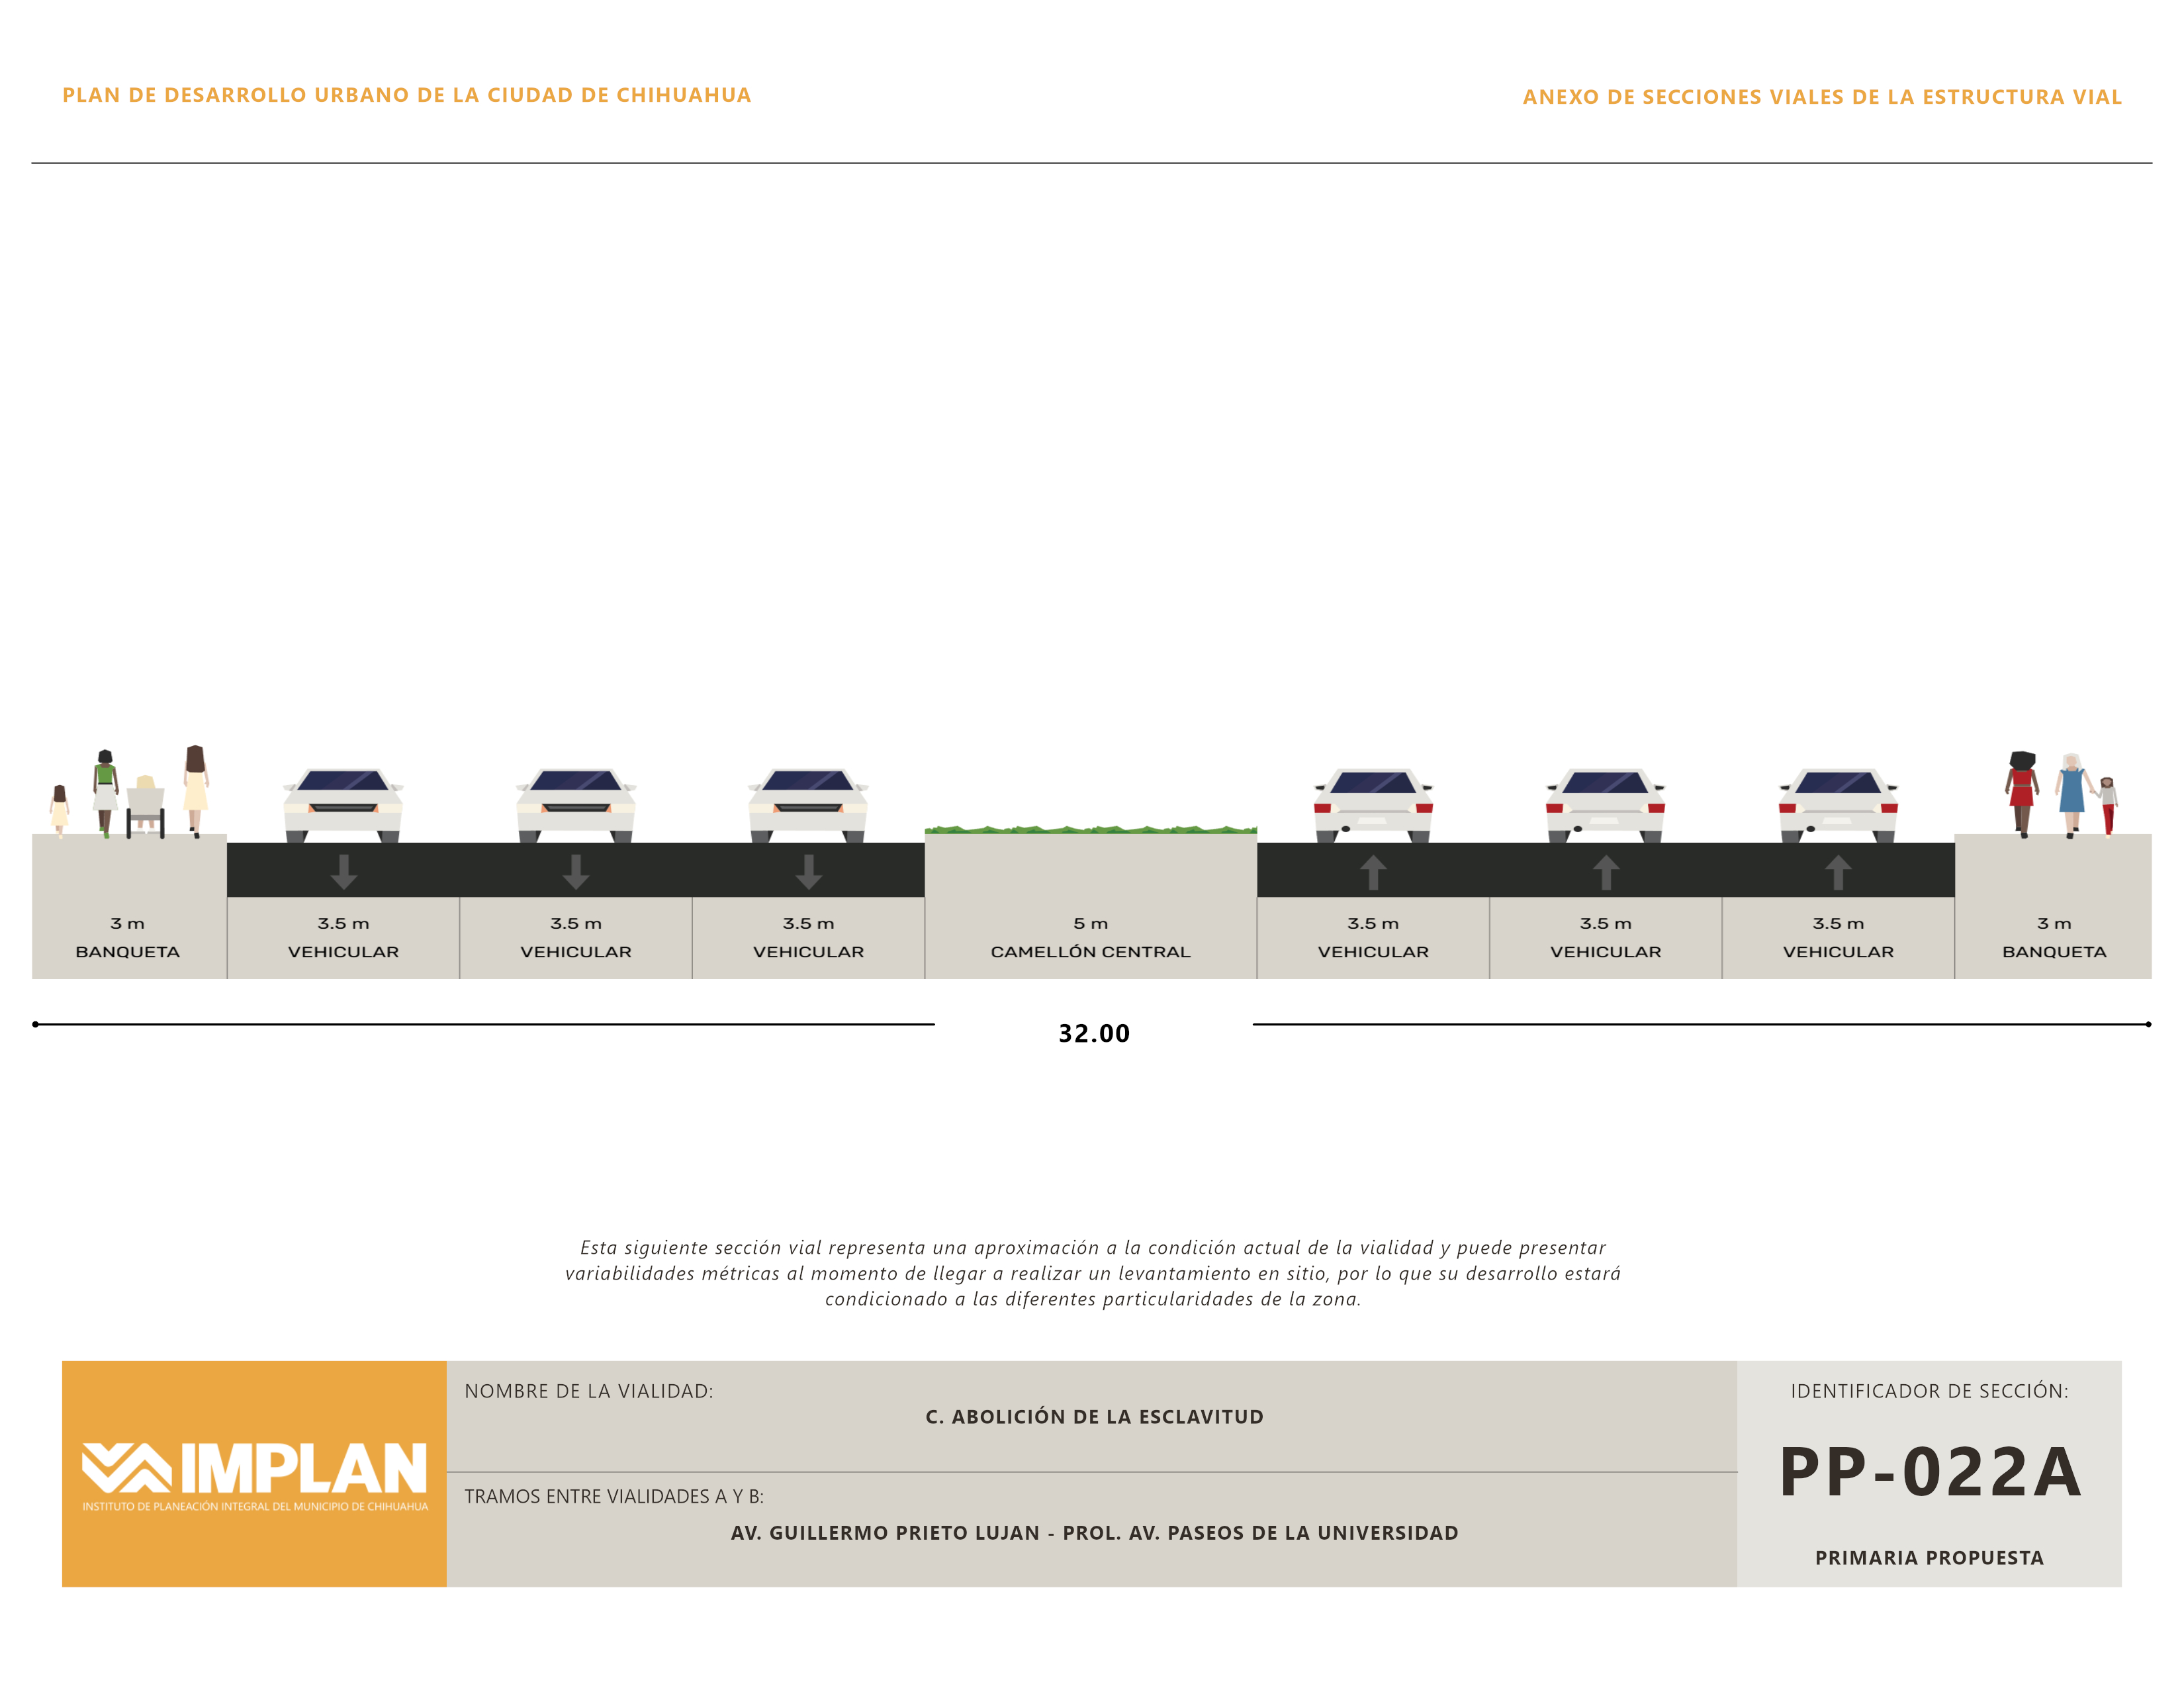 PLAN DE DESARROLLO URBANO DE LA CIUDAD DE CHIHUAHUA
ANEXO DE SECCIONES VIALES DE LA ESTRUCTURA VIAL
3 m 3.5 m 3.5 m 3.5 m 5 m 3.5 m 3.5 m 3.5 m 3 m
BANQUETA VEHICULAR VEHICULAR VEHICULAR CAMELLÓN CENTRAL VEHICULAR VEHICULAR VEHICULAR BANQUETA
32.00
Esta siguiente sección vial representa una aproximación a la condición actual de la vialidad y puede presentar
variabilidades métricas al momento de llegar a realizar un levantamiento en sitio, por lo que su desarrollo estará
condicionado a las diferentes particularidades de la zona.
IMPLAN
INSTITUTO DE PLANEACIÓN INTEGRAL DEL MUNICIPIO DE CHIHUAHUA
NOMBRE DE LA VIALIDAD:
C. ABOLICIÓN DE LA ESCLAVITUD
TRAMOS ENTRE VIALIDADES A Y B:
AV. GUILLERMO PRIETO LUJAN - PROL. AV. PASEOS DE LA UNIVERSIDAD
IDENTIFICADOR DE SECCIÓN:
PP-022A
PRIMARIA PROPUESTA